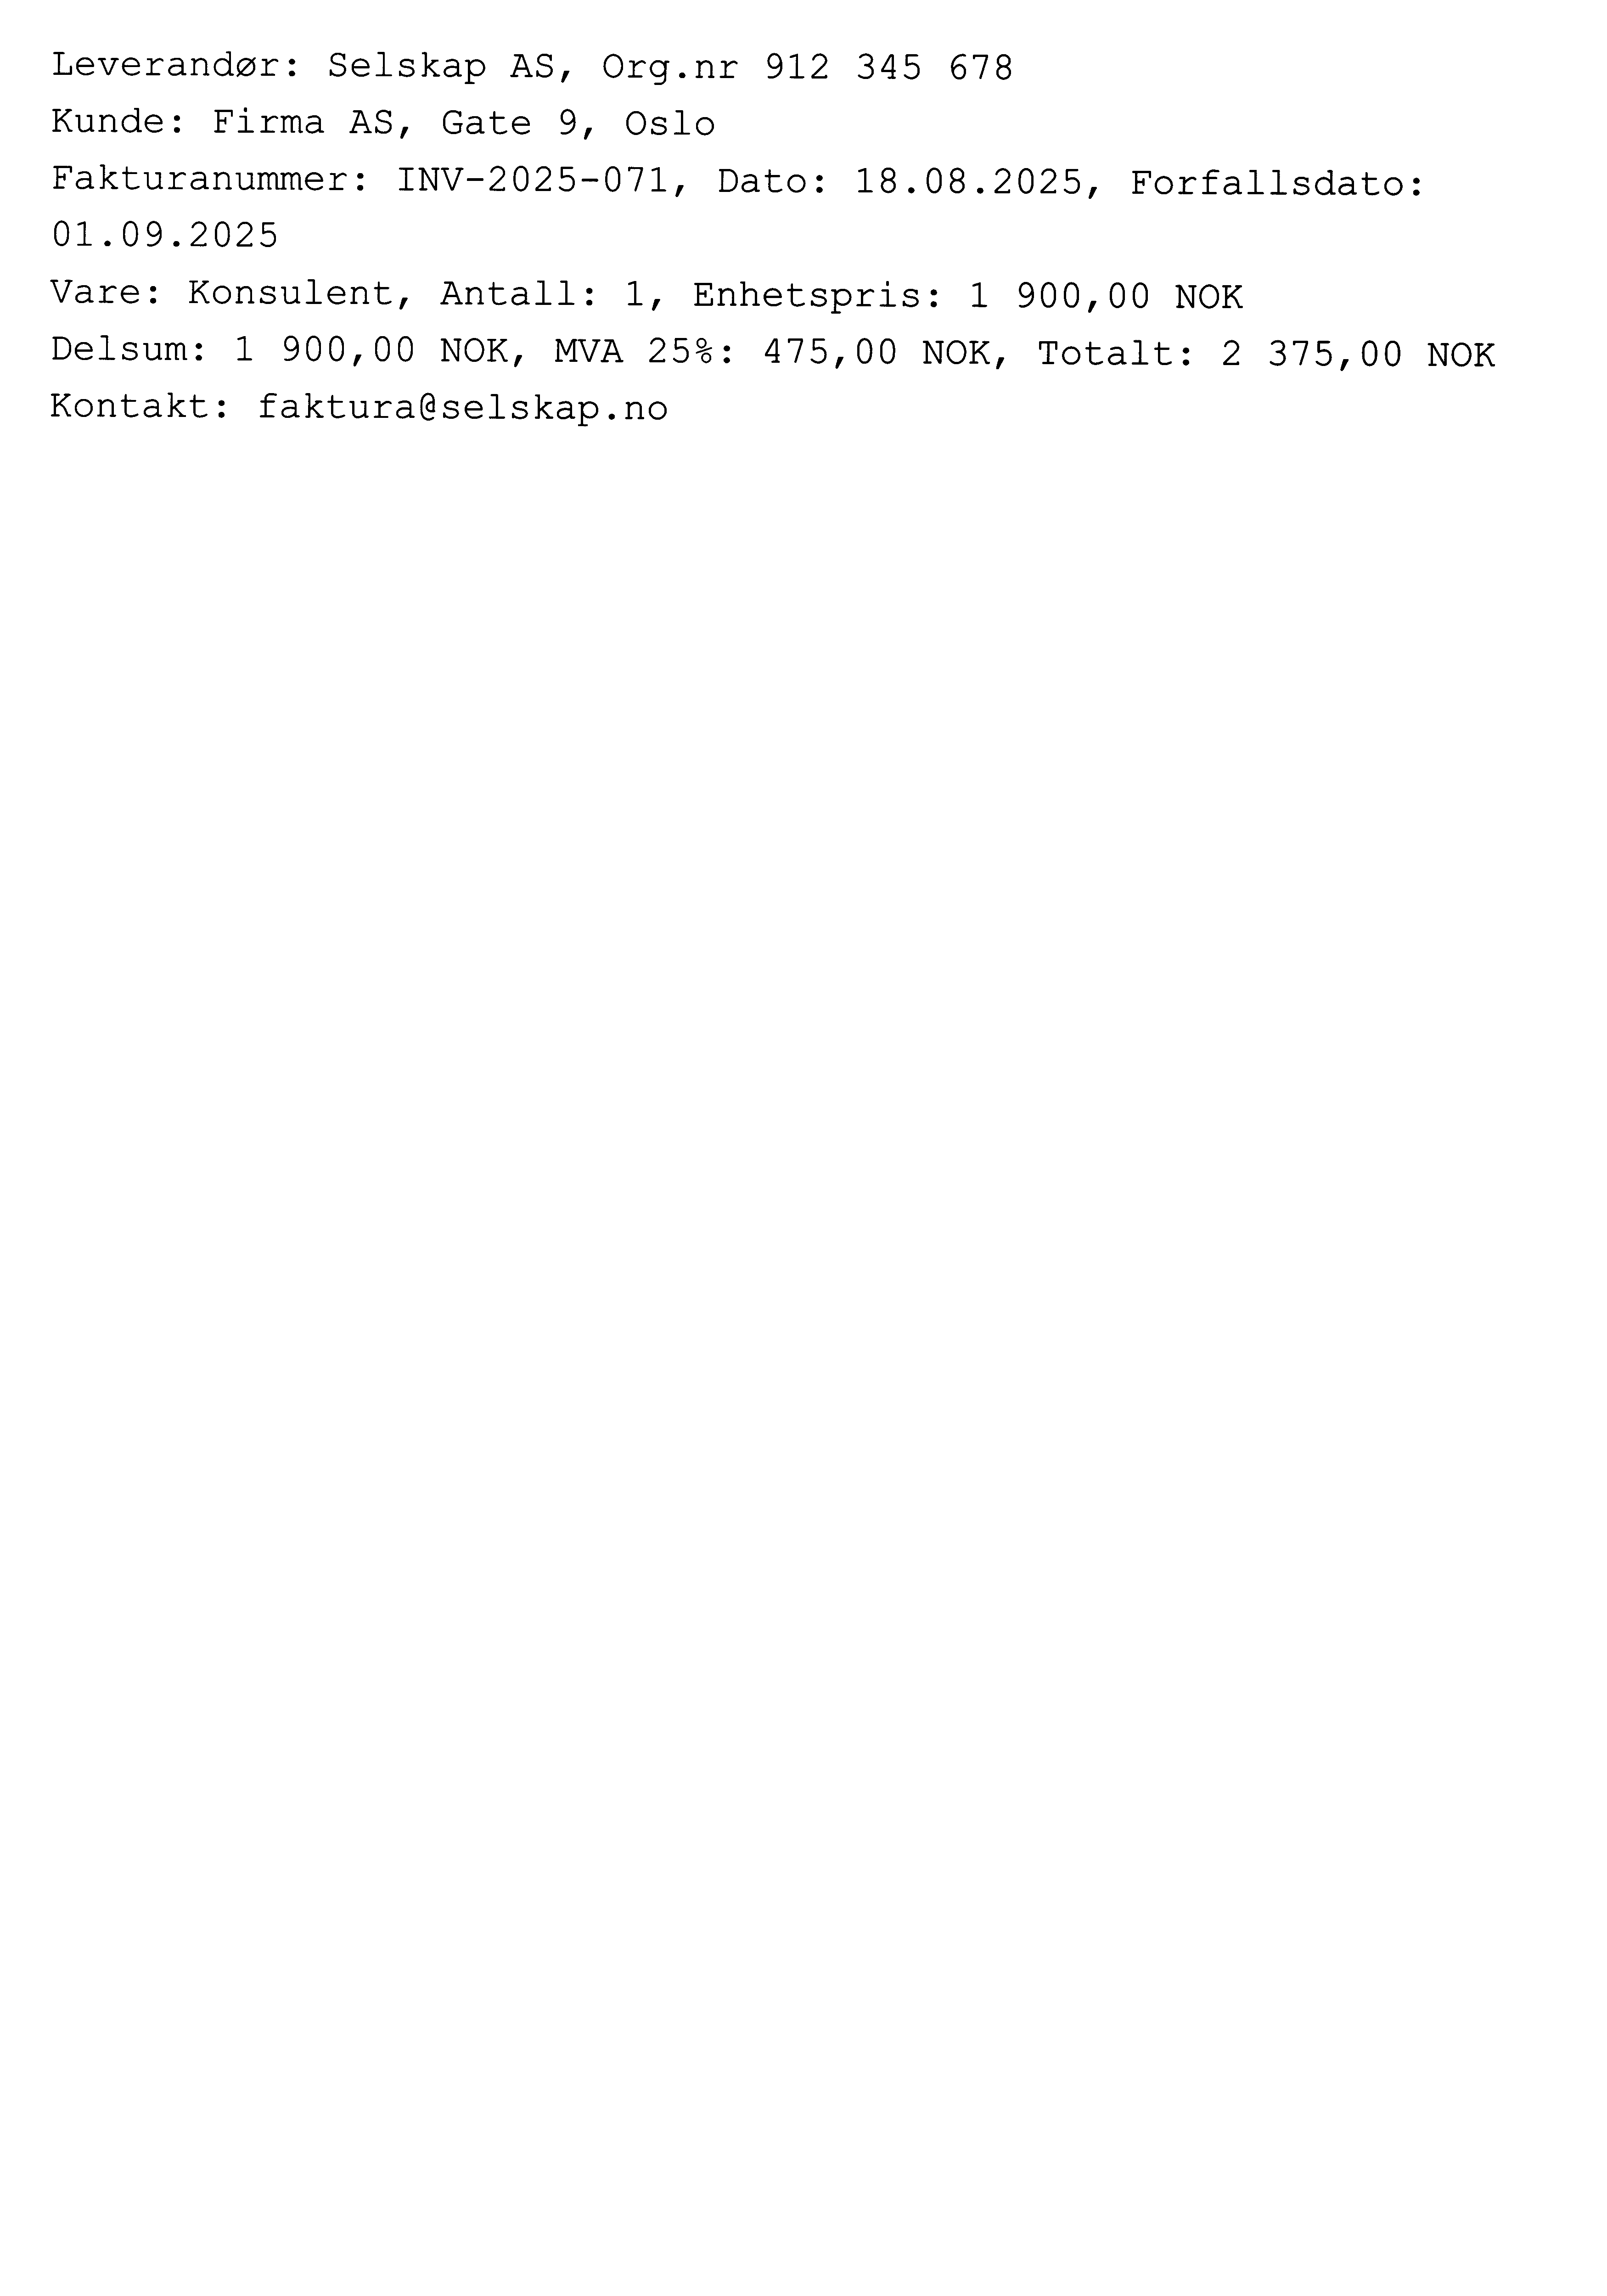 Leverandør: Selskap AS, Org.nr 912 345 678
Kunde: Firma AS, Gate 9, Oslo
Fakturanummer: INV-2025-071, Dato: 18.08.2025, Forfallsdato:
01.09.2025
Vare: Konsulent, Antall: 1, Enhetspris: 1 900,00 NOK
Delsum: 1 900,00 NOK, MVA 25%: 475,00 NOK, Totalt: 2 375,00 NOK
Kontakt: faktura@selskap.no